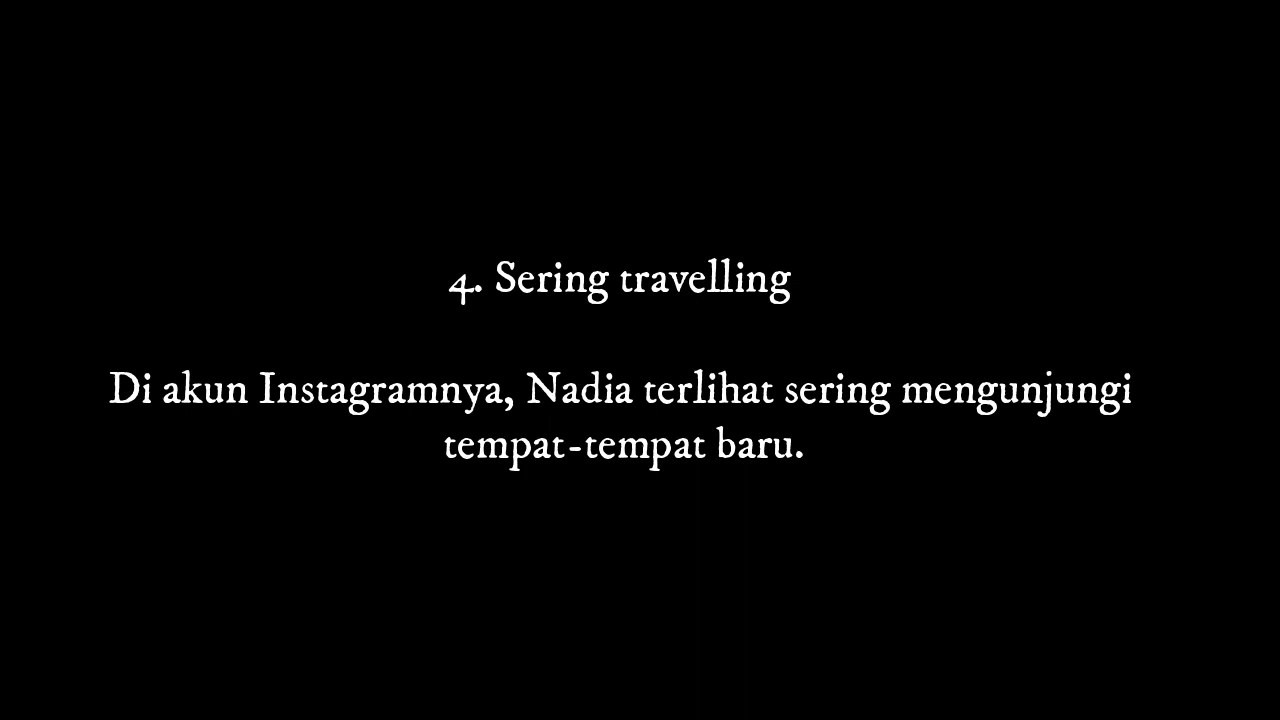 4. Sering travelling
Di akun Instagramnya, Nadia terlihat sering mengunjungi
tempat-tempat baru.